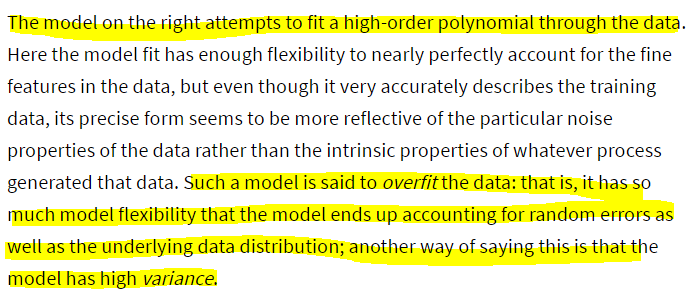 The model on the right attempts to fit a high-order polynomial through the data.
Here the model fit has enough flexibility to nearly perfectly account for the fine
features in the data, but even though it very accurately describes the training
data, its precise form seems to be more reflective of the particular noise
properties of the data rather than the intrinsic properties of whatever process
generated that data. Such a model is said to overfit the data: that is, it has so
much model flexibility that the model ends up accounting for random errors as
well as the underlying data distribution; another way of saying this is that the
model has high variance.